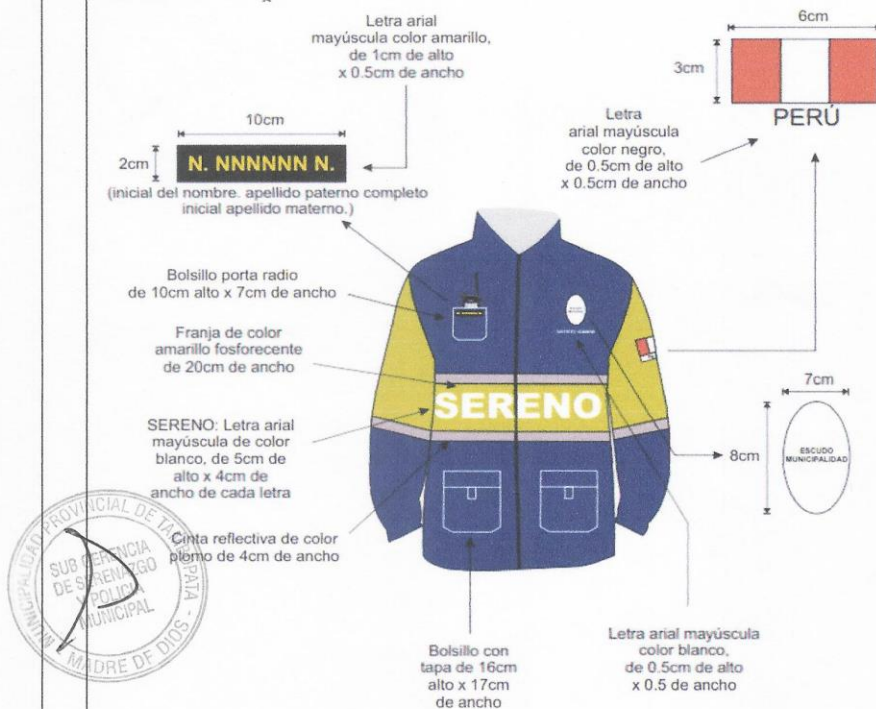 Letra arial
mayúscula color amarillo,
de 1cm de alto
x 0.5cm de ancho
10cm
2cm
N. NNNNNN N.
(inicial del nombre. apellido paterno completo
inicial apellido materno.)
6cm
3cm
PERÚ
Letra
arial mayúscula
color negro,
de 0.5cm de alto
x 0.5cm de ancho
Bolsillo porta radio
de 10cm alto x 7cm de ancho
Franja de color
amarillo fosforecente
de 20cm de ancho
SERENO: Letra arial
mayúscula de color
blanco, de 5cm de
alto x 4cm de
ancho de cada letra
Cinta reflectiva de color
plomo de 4cm de ancho
SERENO
7cm
8cm
ESCUDO
MUNICIPALIDAD
Bolsillo con
tapa de 16cm
alto x 17cm
de ancho
Letra arial mayúscula
color blanco,
de 0.5cm de alto
x 0.5 de ancho
MUNICIPALIDAD PROVINCIAL DE TAMBOPATA
SUB GERENCIA
DE SERENAZGO
Y POLICIA
MUNICIPAL
- MADRE DE DIOS -